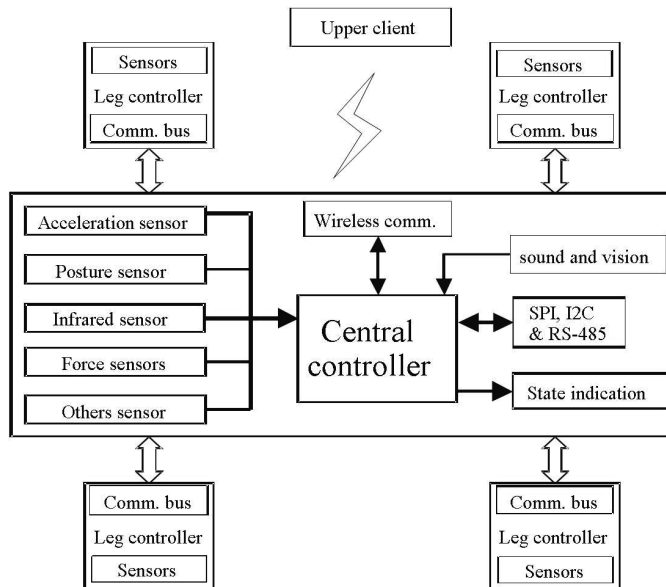 Upper client
Sensors
Leg controller
Comm. bus
Sensors
Leg controller
Comm. bus
Acceleration sensor
Posture sensor
Infrared sensor
Force sensors
Others sensor
Wireless comm.
sound and vision
Central
controller
SPI, I2C
& RS-485
State indication
Comm. bus
Leg controller
Sensors
Comm. bus
Leg controller
Sensors